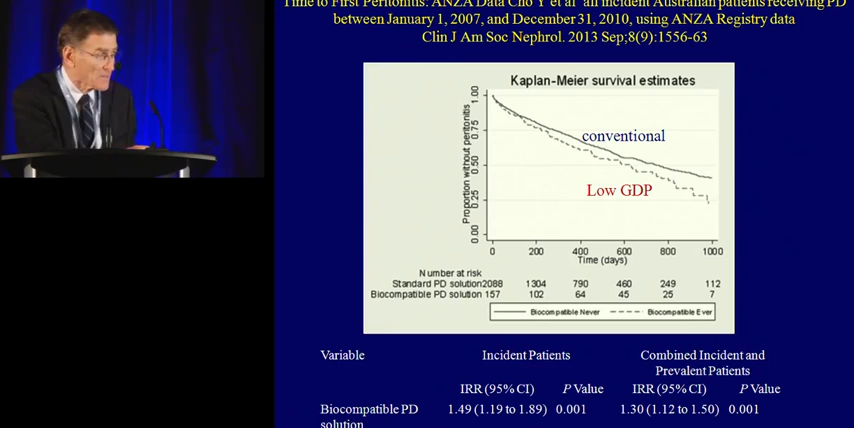 Time to First Peritonitis: ANZA Data Cho Y et al all incident Australian patients receiving PD
between January 1, 2007, and December 31, 2010, using ANZA Registry data
Clin J Am Soc Nephrol. 2013 Sep;8(9):1556-63
Kaplan-Meier survival estimates
Proportion without peritonitis
1.00
0.75
0.50
0.25
0.00
conventional
Low GDP
0 200 400 600 800 1000
Time (days)
Number at risk
Standard PD solution2088 1304 790 460 249 112
Biocompatible PD solution 157 102 64 45 25 7
Biocompatible Never Biocompatible Ever
Variable Incident Patients Combined Incident and
Prevalent Patients
IRR (95% CI) P Value IRR (95% CI) P Value
Biocompatible PD 1.49 (1.19 to 1.89) 0.001 1.30 (1.12 to 1.50) 0.001
solution